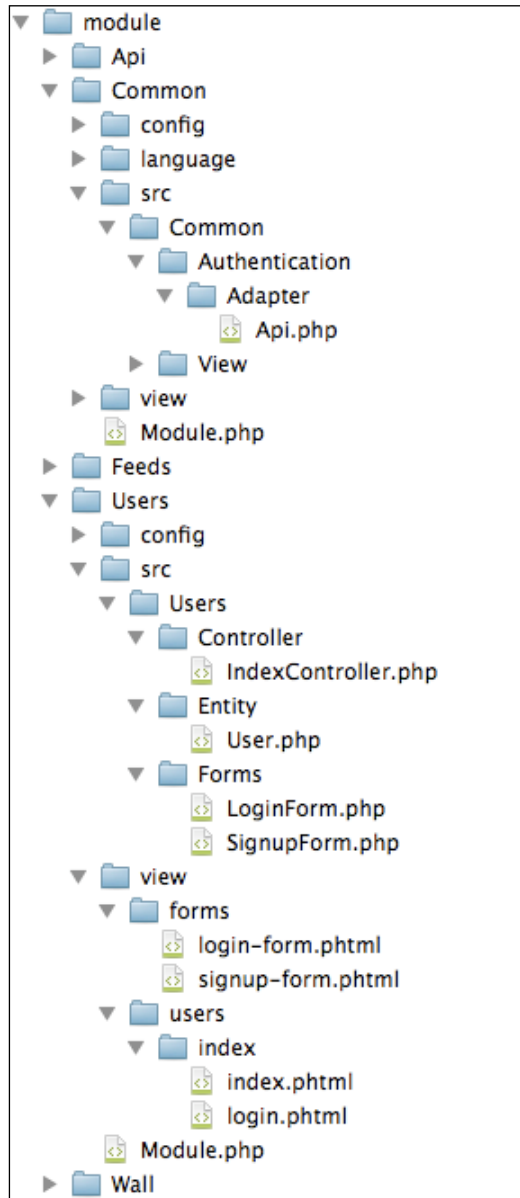 module
Api
Common
config
language
src
Common
Authentication
Adapter
Api.php
View
view
Module.php
Feeds
Users
config
src
Users
Controller
IndexController.php
Entity
User.php
Forms
LoginForm.php
SignupForm.php
view
forms
login-form.phtml
signup-form.phtml
users
index
index.phtml
login.phtml
Module.php
Wall